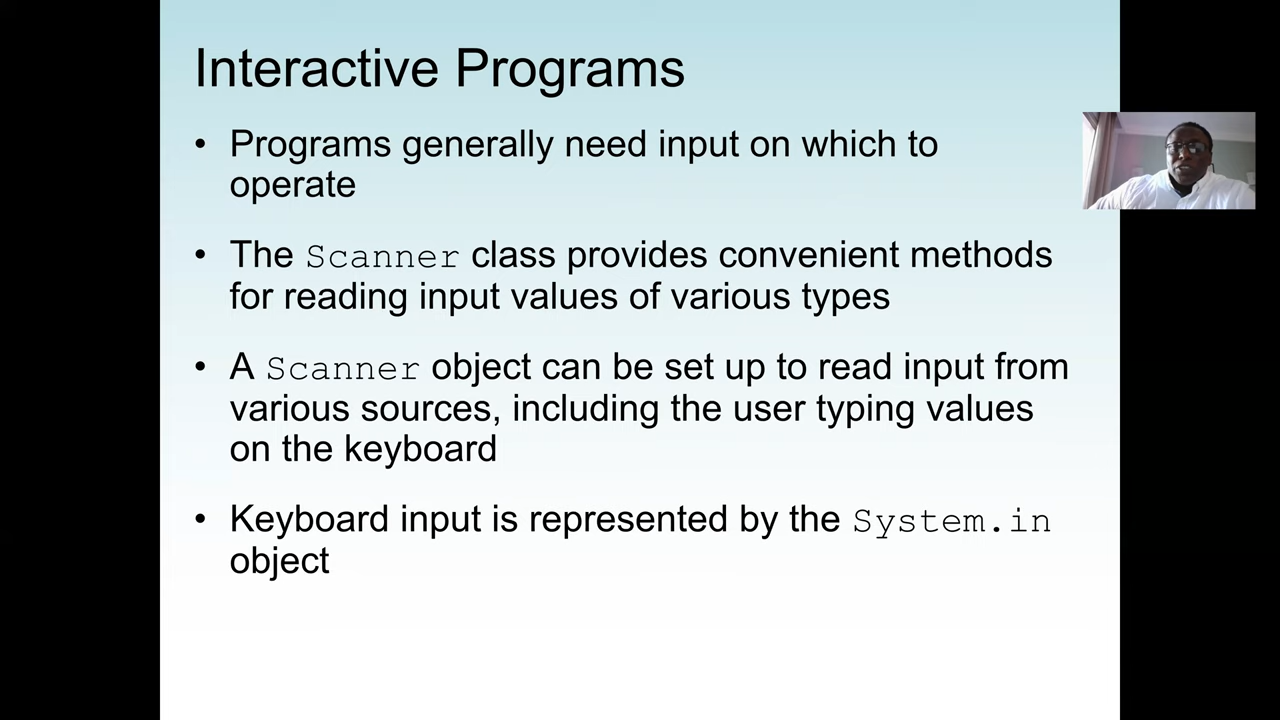 Interactive Programs
• Programs generally need input on which to
operate
• The Scanner class provides convenient methods
for reading input values of various types
• A Scanner object can be set up to read input from
various sources, including the user typing values
on the keyboard
• Keyboard input is represented by the System.in
object